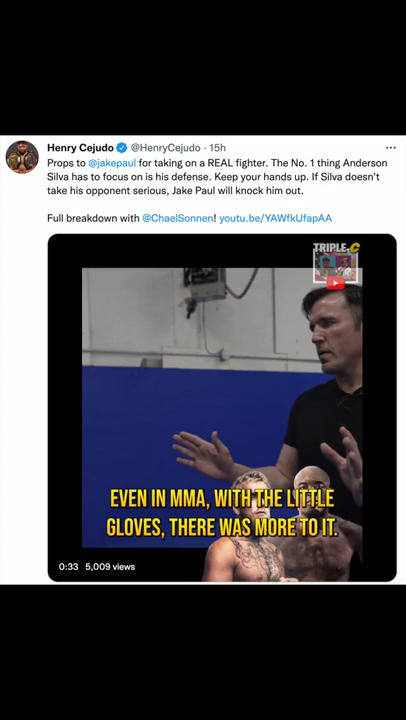 Henry Cejudo @HenryCejudo · 15h
Props to @jakepaul for taking on a REAL fighter. The No. 1 thing Anderson
Silva has to focus on is his defense. Keep your hands up. If Silva doesn't
take his opponent serious, Jake Paul will knock him out.
Full breakdown with @ChaelSonnen! youtu.be/YAWfkUfapAA
TRIPLE C
EVEN IN MMA, WITH THE LITTLE
GLOVES, THERE WAS MORE TO IT.
0:33 5,009 views